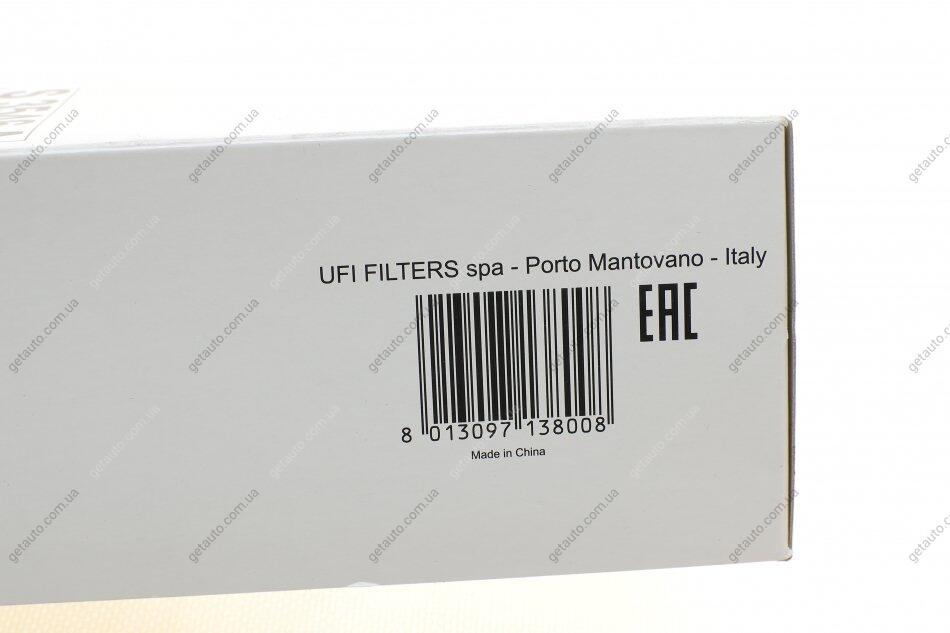 UFI FILTERS spa - Porto Mantovano - Italy
EAC
8 013097 138008
Made in China
getauto.com.ua